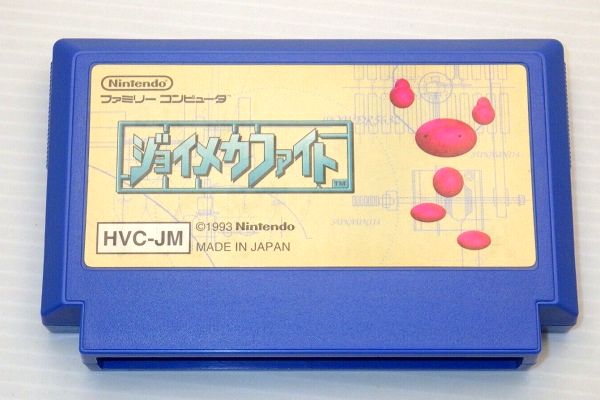 Nintendo
ファミリー コンピュータ
ジョイメカファイト
TM
HVC-JM
©1993 Nintendo
MADE IN JAPAN